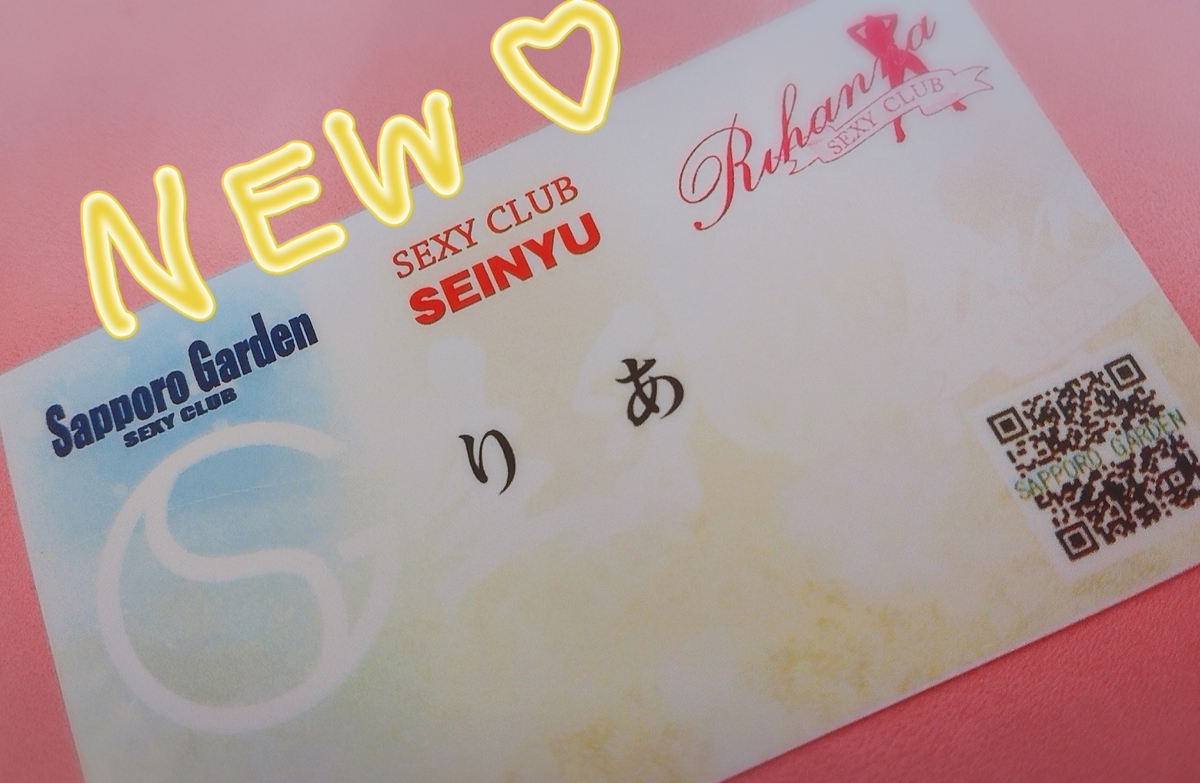 NEW♡
Sapporo Garden
SEXY CLUB
SEXY CLUB
SEINYU
Rihanna
SEXY CLUB
り あ
SAPPORO GARDEN